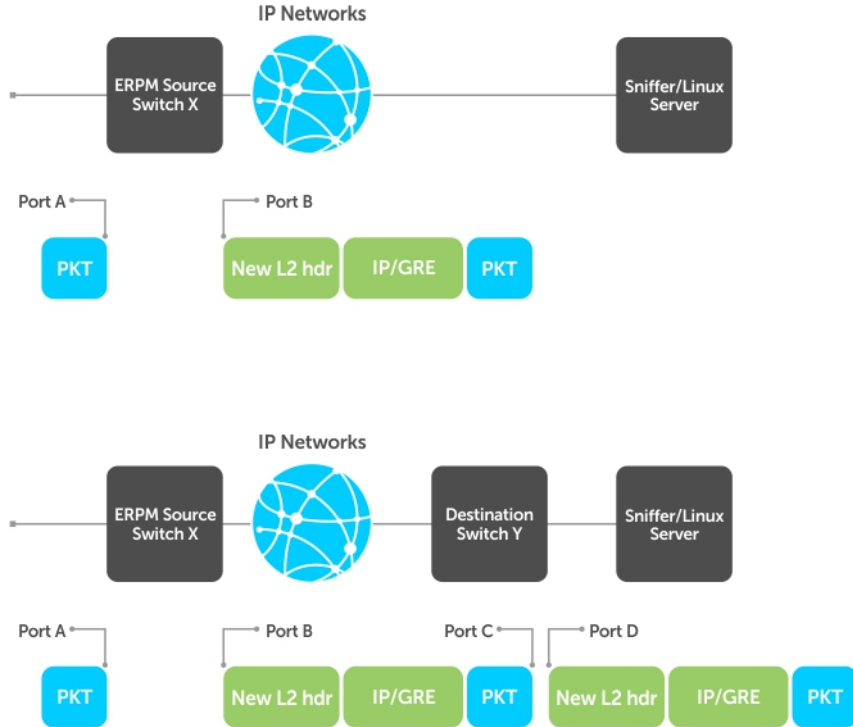 IP Networks
ERPM Source
Switch X
Sniffer/Linux
Server
Port A
Port B
PKT
New L2 hdr
IP/GRE
PKT
IP Networks
ERPM Source
Switch X
Destination
Switch Y
Sniffer/Linux
Server
Port A
Port B
Port C
Port D
PKT
New L2 hdr
IP/GRE
PKT
New L2 hdr
IP/GRE
PKT